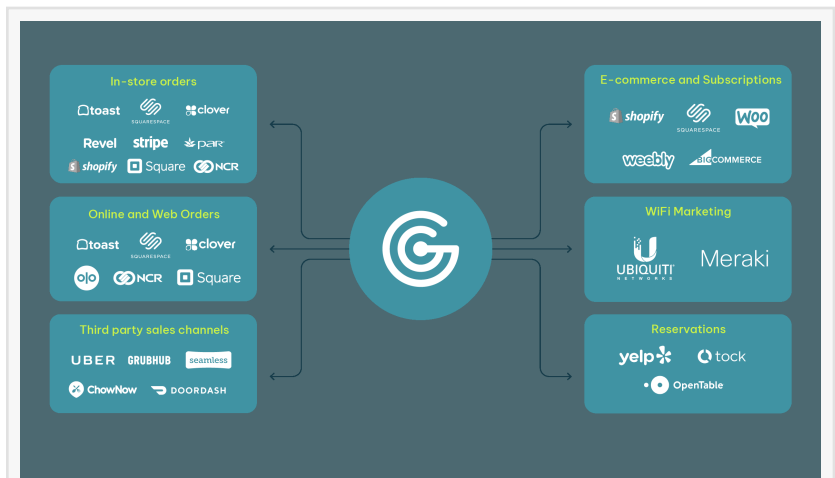 In-store orders
toast
SQUARESPACE
clover
Revel stripe par
shopify Square NCR
Online and Web Orders
toast
SQUARESPACE
clover
olo NCR Square
Third party sales channels
UBER GRUBHUB seamless
ChowNow DOORDASH
E-commerce and Subscriptions
shopify
SQUARESPACE
WOO
weebly BIGCOMMERCE
WiFi Marketing
UBIQUITI
NETWORKS
Meraki
Reservations
yelp tock
OpenTable